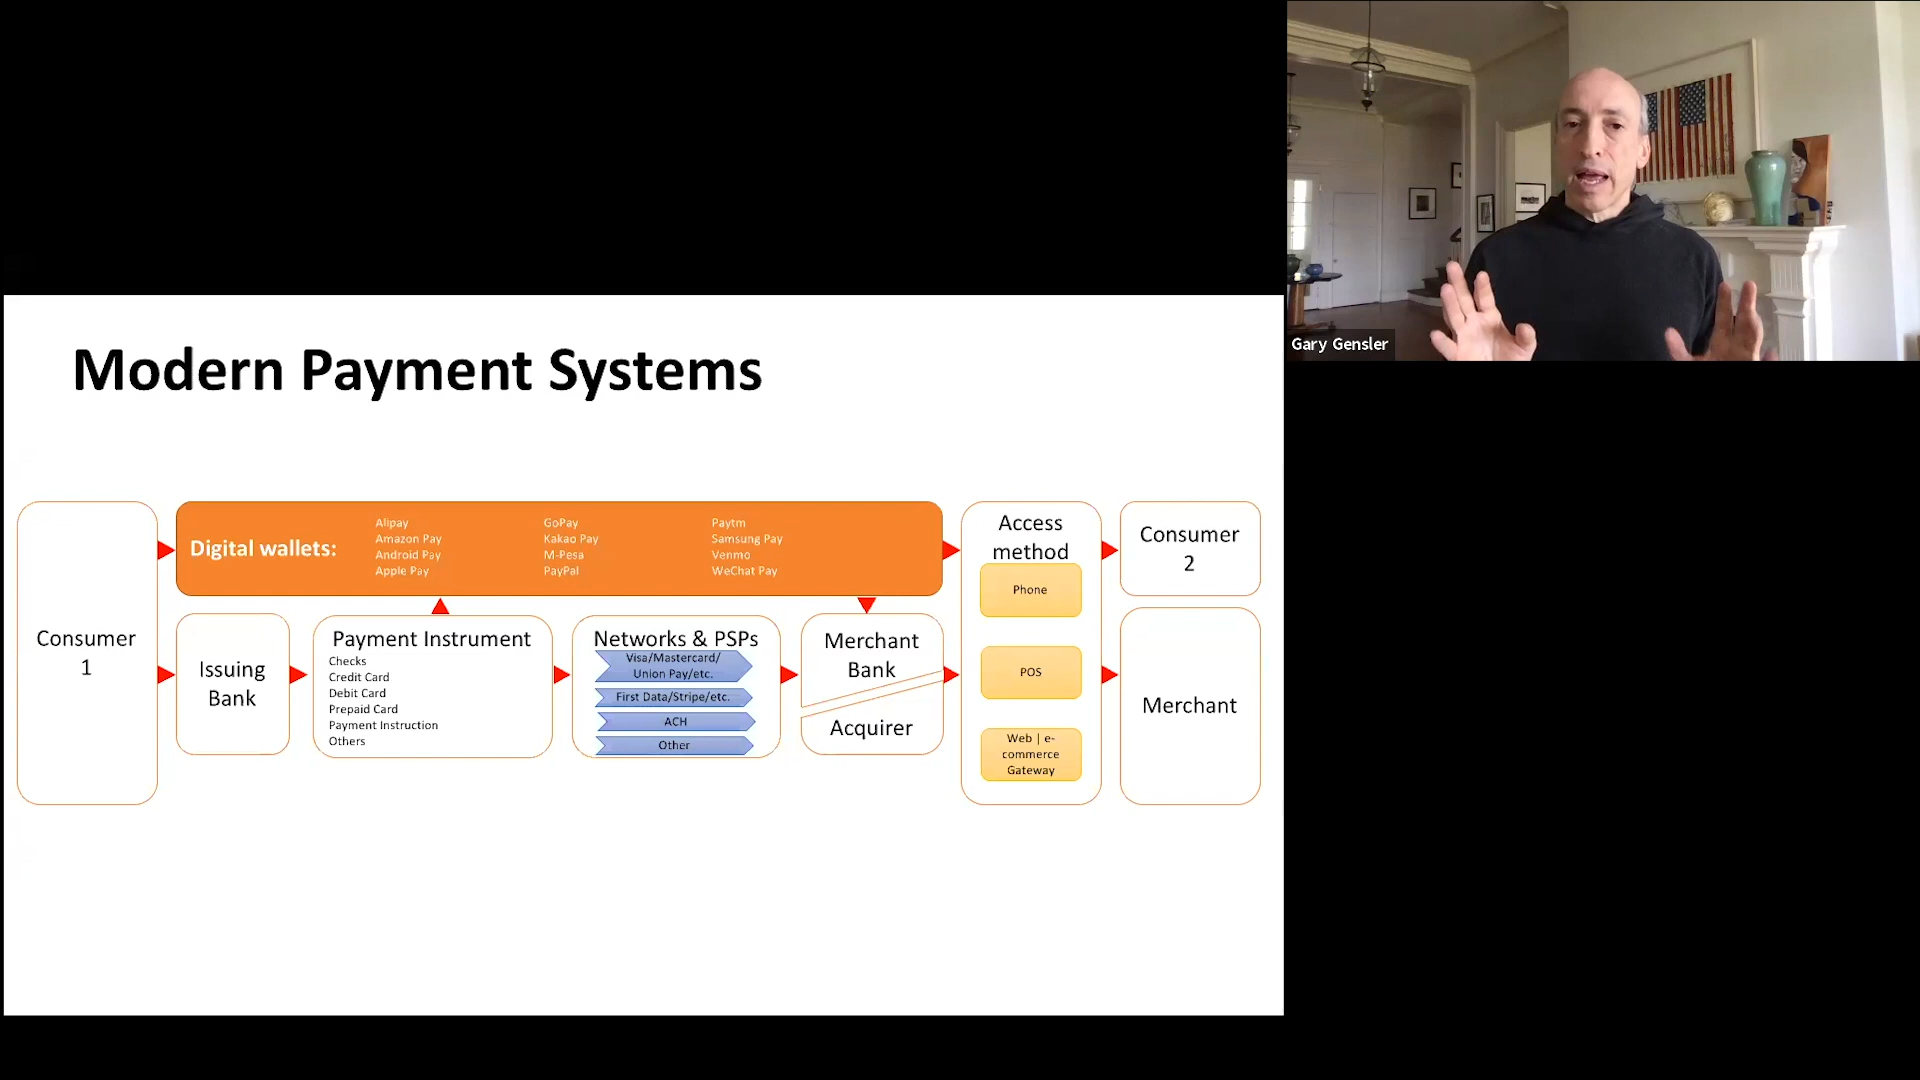 Gary Gensler
Modern Payment Systems
Consumer
1
Digital wallets:
Alipay
Amazon Pay
Android Pay
Apple Pay
GoPay
Kakao Pay
M-Pesa
PayPal
Paytm
Samsung Pay
Venmo
WeChat Pay
Issuing
Bank
Payment Instrument
Checks
Credit Card
Debit Card
Prepaid Card
Payment Instruction
Others
Networks & PSPs
Visa/Mastercard/
Union Pay/etc.
First Data/Stripe/etc.
ACH
Other
Merchant
Bank
Acquirer
Access
method
Phone
POS
Web | e-
commerce
Gateway
Consumer
2
Merchant